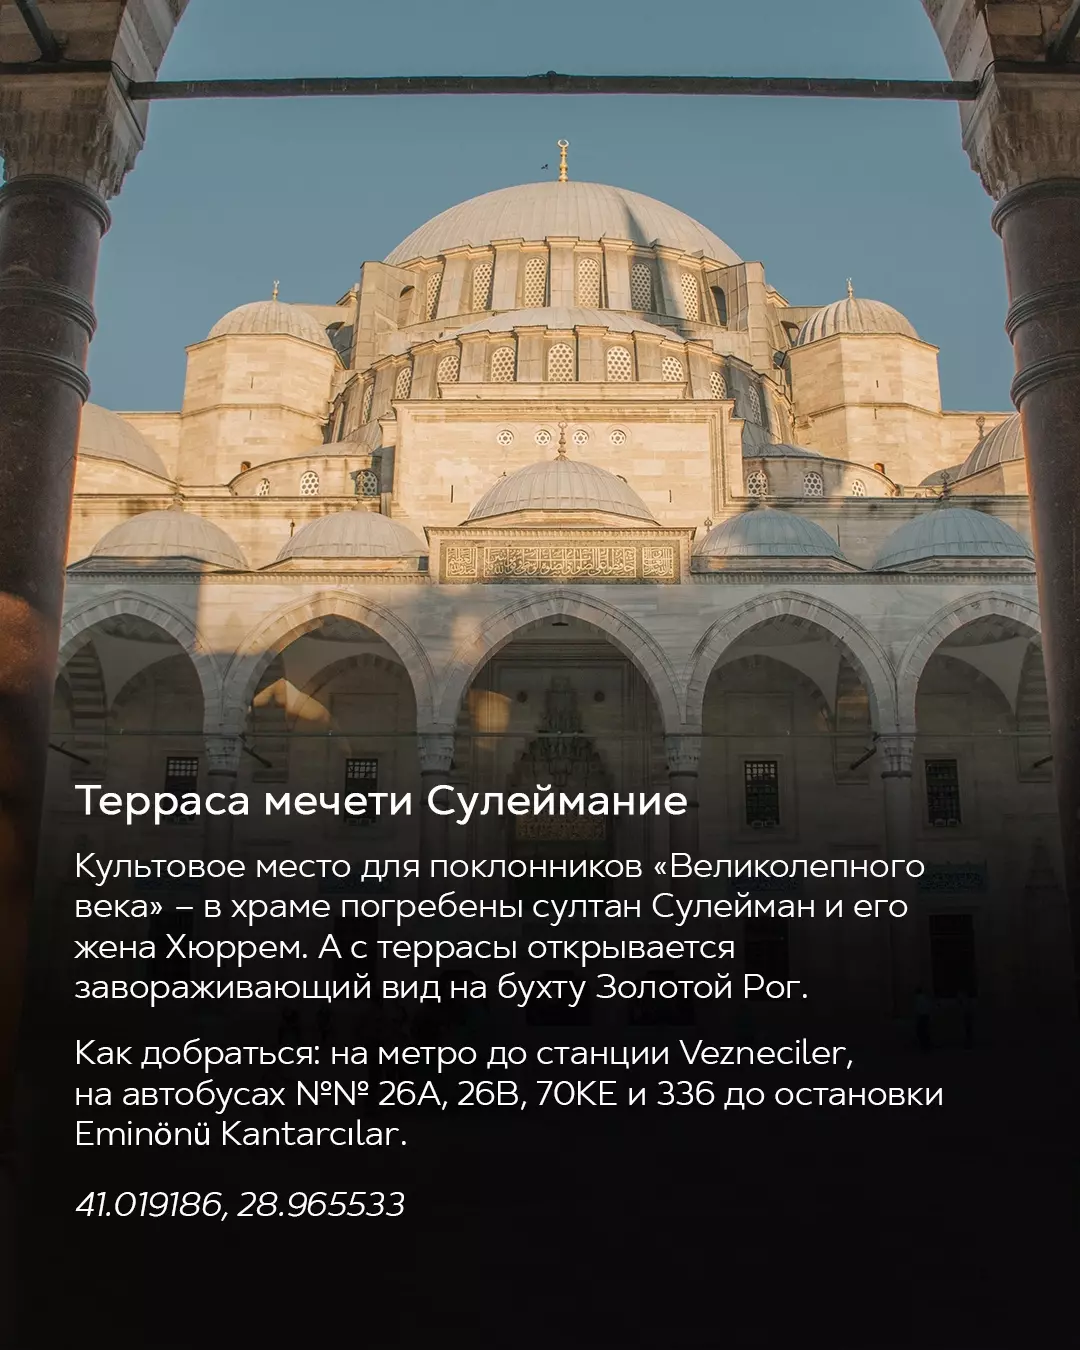 Терраса мечети Сулеймание
Культовое место для поклонников «Великолепного
века» – в храме погребены султан Сулейман и его
жена Хюррем. А с террасы открывается
завораживающий вид на бухту Золотой Рог.
Как добраться: на метро до станции Vezneciler,
на автобусах №№ 26A, 26B, 70KE и 336 до остановки
Eminönü Kantarcılar.
41.019186, 28.965533